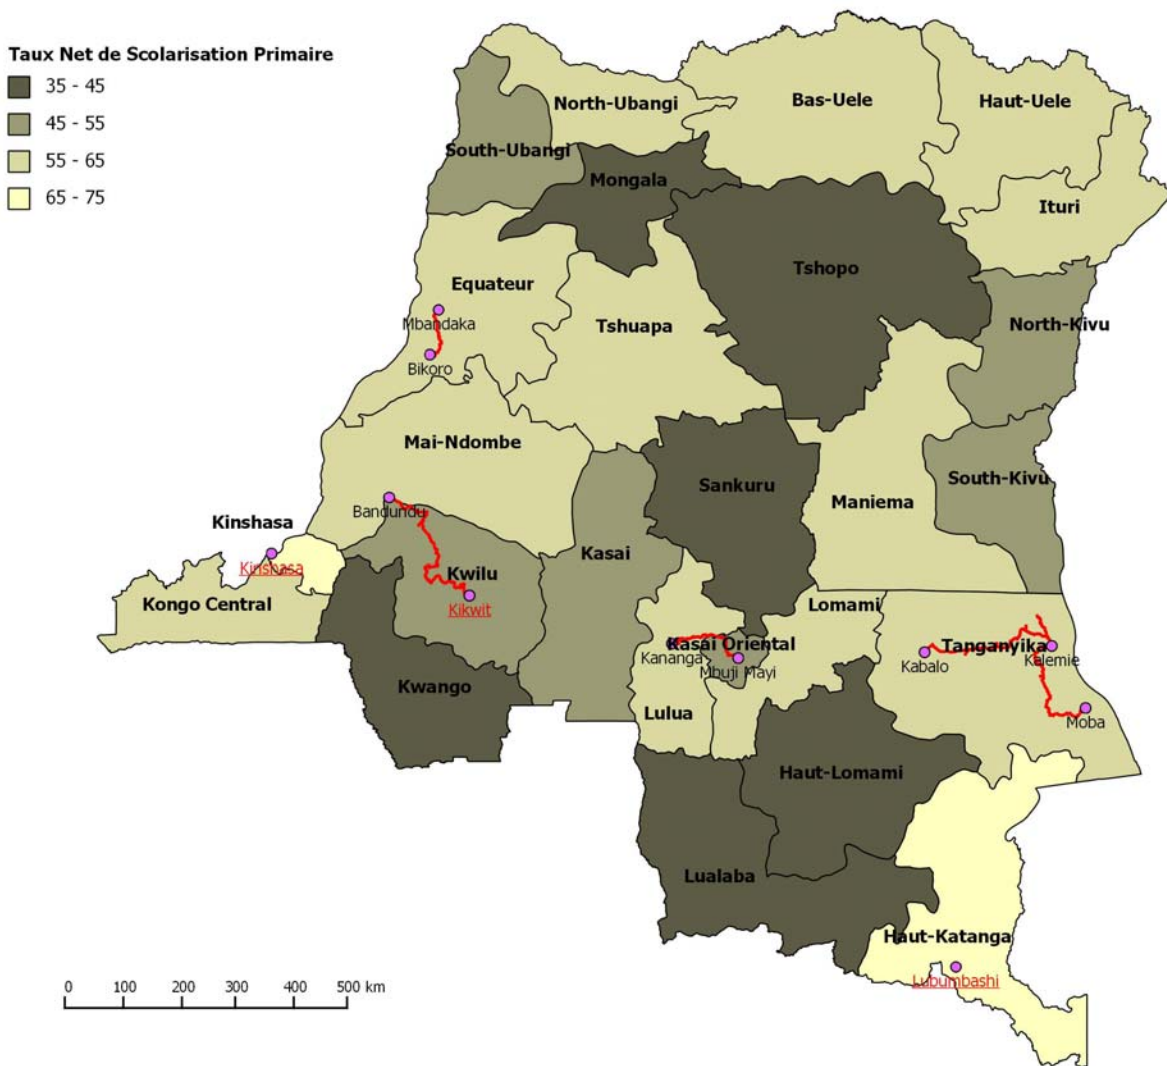 Taux Net de Scolarisation Primaire
35 - 45
45 - 55
55 - 65
65 - 75
North-Ubangi
Bas-Uele
Haut-Uele
South-Ubangi
Mongala
Ituri
Tshopo
Equateur
Mbandaka
Tshuapa
North-Kivu
Bikoro
Mai-Ndombe
Sankuru
South-Kivu
Maniema
Bandundu
Kinshasa
Kasai
Kinshasa
Kwilu
Kongo Central
Kikwit
Lomami
Kasai Oriental
Tanganyika
Kananga
Mbuji Mayi
Kabalo
Kalemie
Kwango
Lulua
Moba
Haut-Lomami
Lualaba
Haut-Katanga
Lubumbashi
0 100 200 300 400 500 km